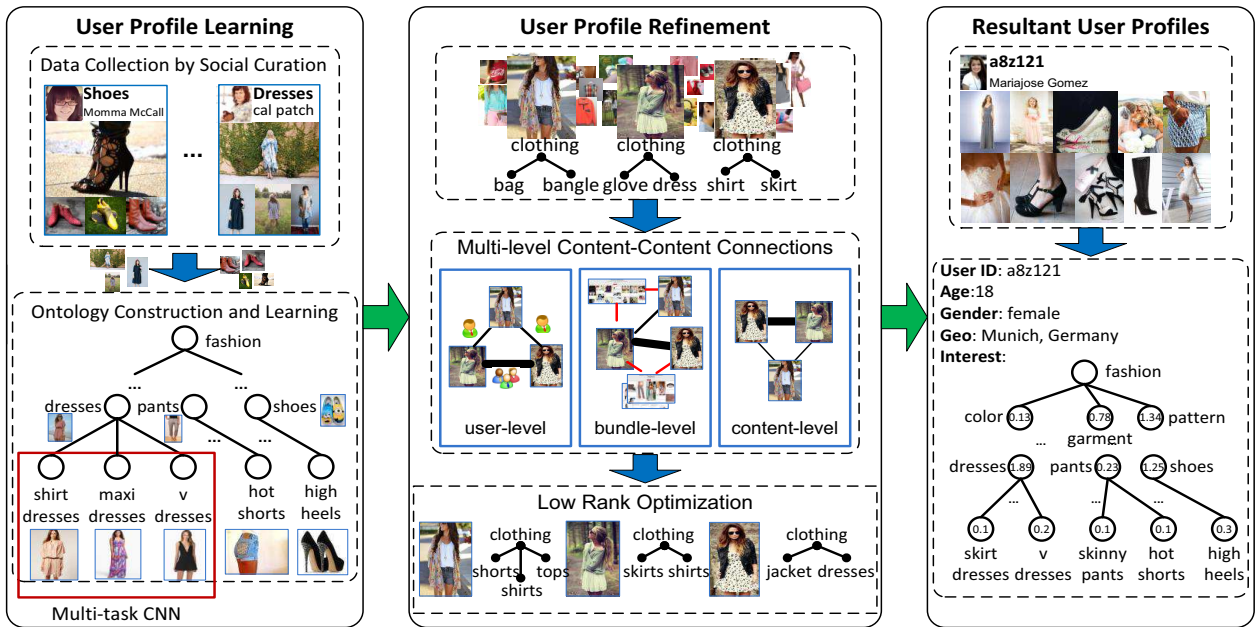 User Profile Learning
Data Collection by Social Curation
Shoes
Momma McCall
...
Dresses
cal patch
Ontology Construction and Learning
fashion
... ...
dresses
pants
shoes
... ...
shirt dresses
maxi dresses
v dresses
hot shorts
high heels
Multi-task CNN
User Profile Refinement
clothing
bag
bangle
clothing
glove
dress
clothing
shirt
skirt
Multi-level Content-Content Connections
user-level
bundle-level
content-level
Low Rank Optimization
clothing
shorts
shirts
tops
clothing
skirts
shirts
clothing
jacket
dresses
Resultant User Profiles
a8z121
Mariajose Gomez
User ID: a8z121
Age:18
Gender: female
Geo: Munich, Germany
Interest:
fashion
color 0.13
0.78 garment
1.34 pattern
... ...
dresses 1.89
pants 0.23
1.25 shoes
... ... ...
0.1 skirt dresses
0.2 v dresses
0.1 skinny pants
0.1 hot shorts
0.3 high heels